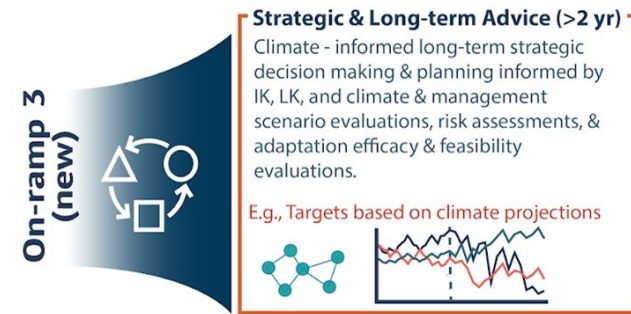 On-ramp 3
(new)
Strategic & Long-term Advice (>2 yr)
Climate - informed long-term strategic
decision making & planning informed by
IK, LK, and climate & management
scenario evaluations, risk assessments, &
adaptation efficacy & feasibility
evaluations.
E.g., Targets based on climate projections